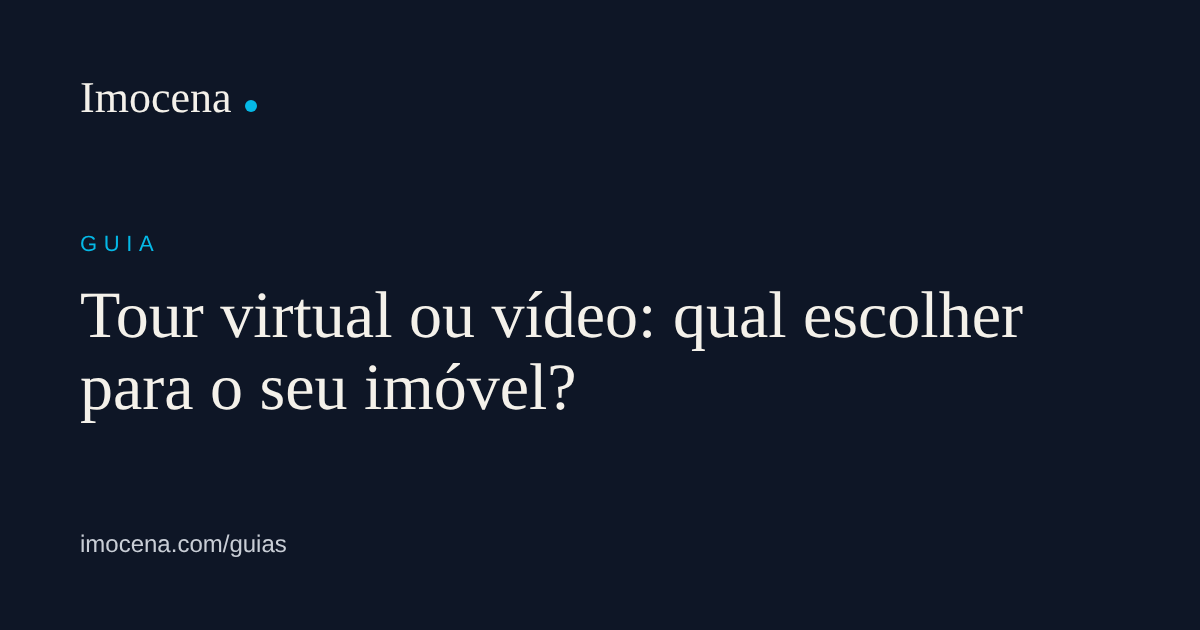 Imocena
GUIA
Tour virtual ou vídeo: qual escolher
para o seu imóvel?
imocena.com/guias